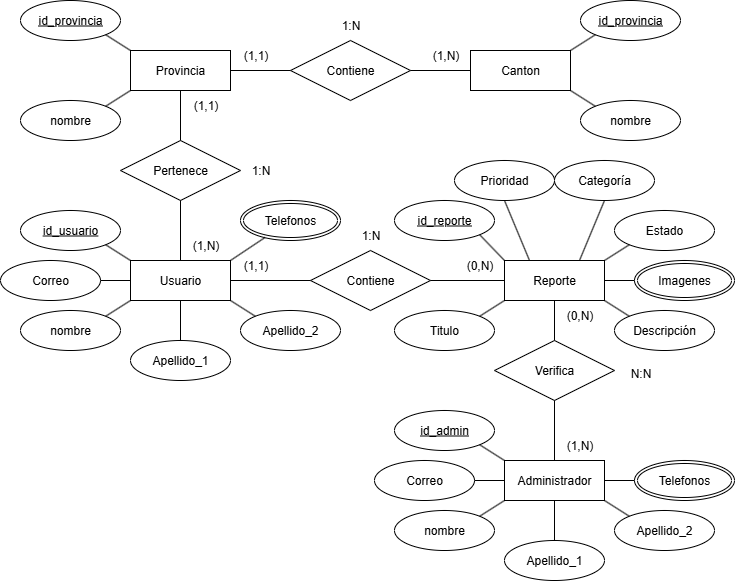 id_provincia
1:N
id_provincia
Provincia
(1,1)
Contiene
(1,N)
Canton
nombre
(1,1)
nombre
Pertenece
1:N
Prioridad
Categoría
id_usuario
(1,N)
Telefonos
1:N
id_reporte
Estado
Correo
Usuario
(1,1)
Contiene
(0,N)
Reporte
Imagenes
nombre
Apellido_1
Apellido_2
Titulo
(0,N)
Descripción
Verifica
N:N
id_admin
(1,N)
Correo
Administrador
Telefonos
nombre
Apellido_1
Apellido_2